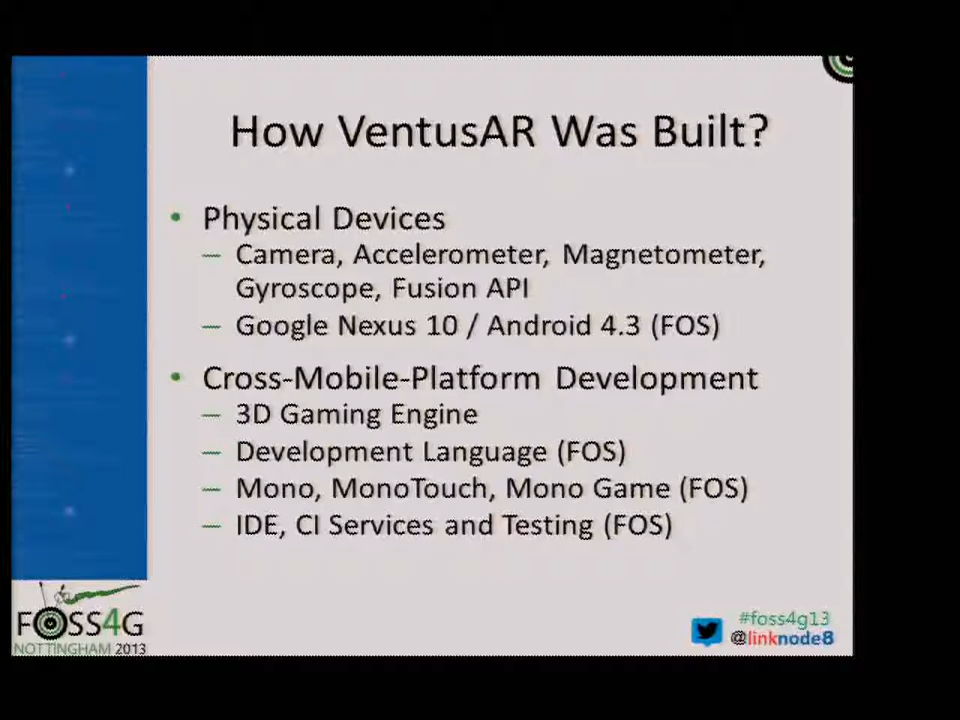 How VentusAR Was Built?
• Physical Devices
– Camera, Accelerometer, Magnetometer,
Gyroscope, Fusion API
– Google Nexus 10 / Android 4.3 (FOS)
• Cross-Mobile-Platform Development
– 3D Gaming Engine
– Development Language (FOS)
– Mono, MonoTouch, Mono Game (FOS)
– IDE, CI Services and Testing (FOS)
FOSS4G
NOTTINGHAM 2013
#foss4g13
@linknode8